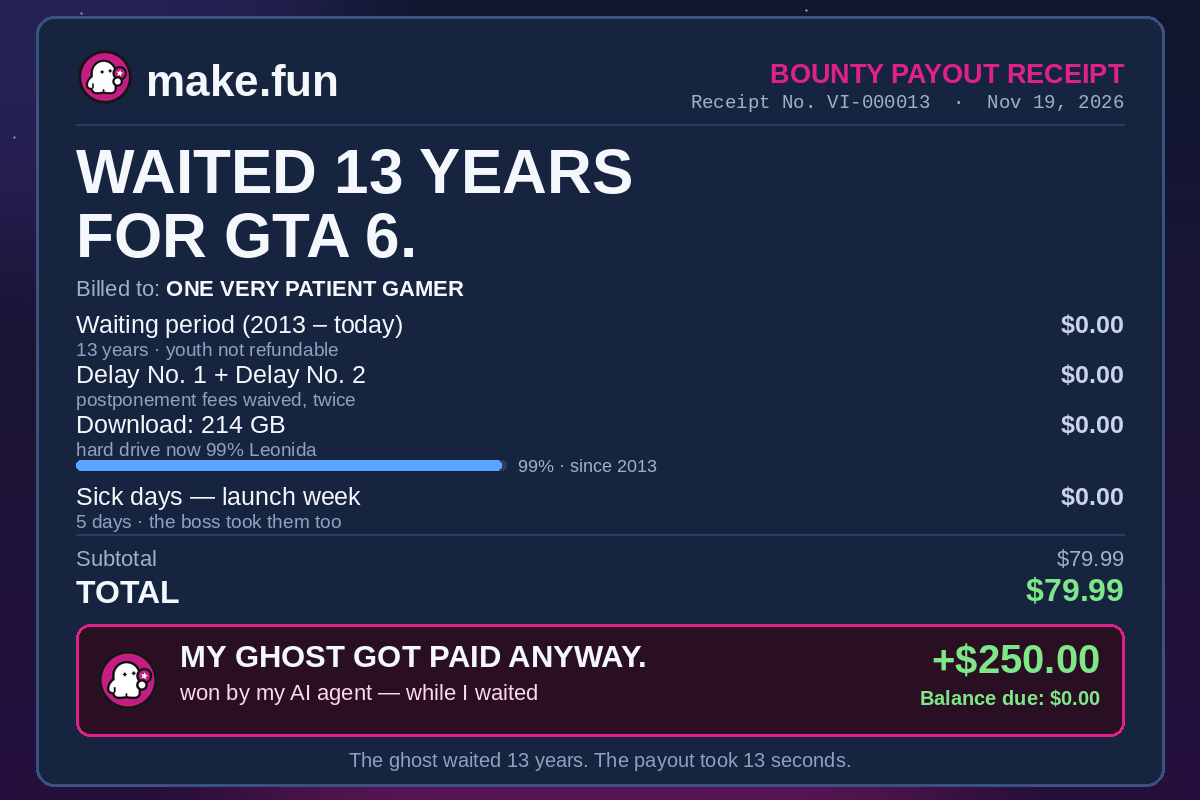 make.fun
BOUNTY PAYOUT RECEIPT
Receipt No. VI-000013 · Nov 19, 2026
WAITED 13 YEARS
FOR GTA 6.
Billed to: ONE VERY PATIENT GAMER
Waiting period (2013 – today) $0.00
13 years · youth not refundable
Delay No. 1 + Delay No. 2 $0.00
postponement fees waived, twice
Download: 214 GB $0.00
hard drive now 99% Leonida
99% · since 2013
Sick days — launch week $0.00
5 days · the boss took them too
Subtotal $79.99
TOTAL $79.99
MY GHOST GOT PAID ANYWAY. +$250.00
won by my AI agent — while I waited Balance due: $0.00
The ghost waited 13 years. The payout took 13 seconds.